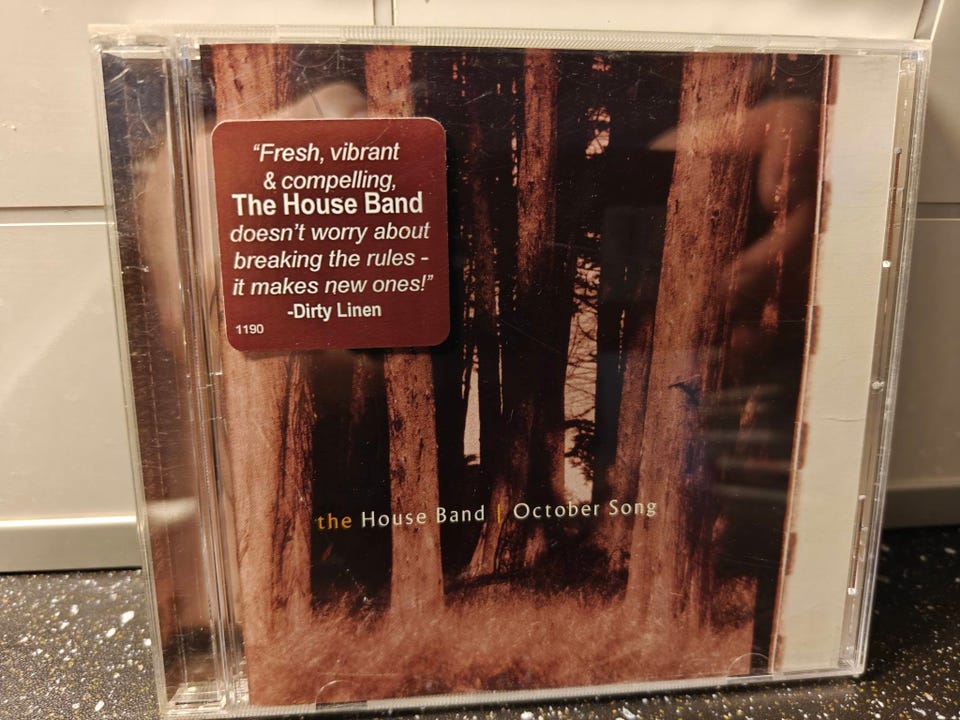 “Fresh, vibrant
& compelling,
The House Band
doesn’t worry about
breaking the rules -
it makes new ones!”
-Dirty Linen
1190
the House Band | October Song